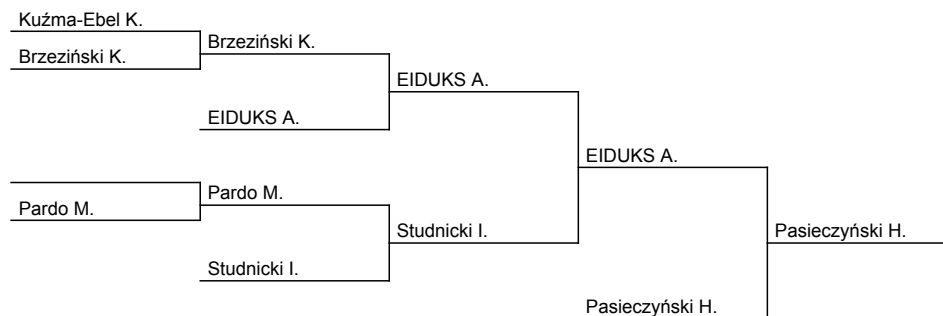 Kuźma-Ebel K.
Brzeziński K.
Brzeziński K.
EIDUKS A.
EIDUKS A.
EIDUKS A.
Pardo M.
Pardo M.
Studnicki I.
Pasieczyński H.
Studnicki I.
Pasieczyński H.